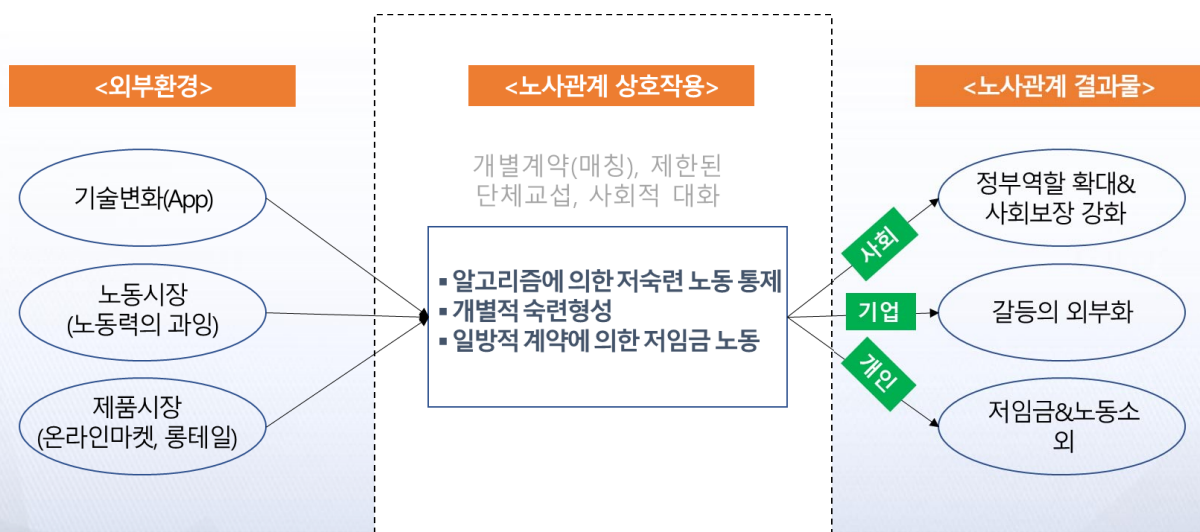 <외부환경>
<노사관계 상호작용>
<노사관계 결과물>
기술변화(App)
노동시장
(노동력의 과잉)
제품시장
(온라인마켓, 롱테일)
개별계약(매칭), 제한된
단체교섭, 사회적 대화
▪ 알고리즘에 의한 저숙련 노동 통제
▪ 개별적 숙련형성
▪ 일방적 계약에 의한 저임금 노동
사회
기업
개인
정부역할 확대&
사회보장 강화
갈등의 외부화
저임금&노동소
외